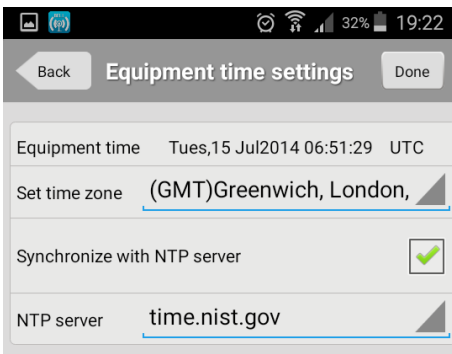 32% 19:22
Back Equipment time settings Done
Equipment time Tues,15 Jul2014 06:51:29 UTC
Set time zone (GMT)Greenwich, London,
Synchronize with NTP server
NTP server time.nist.gov